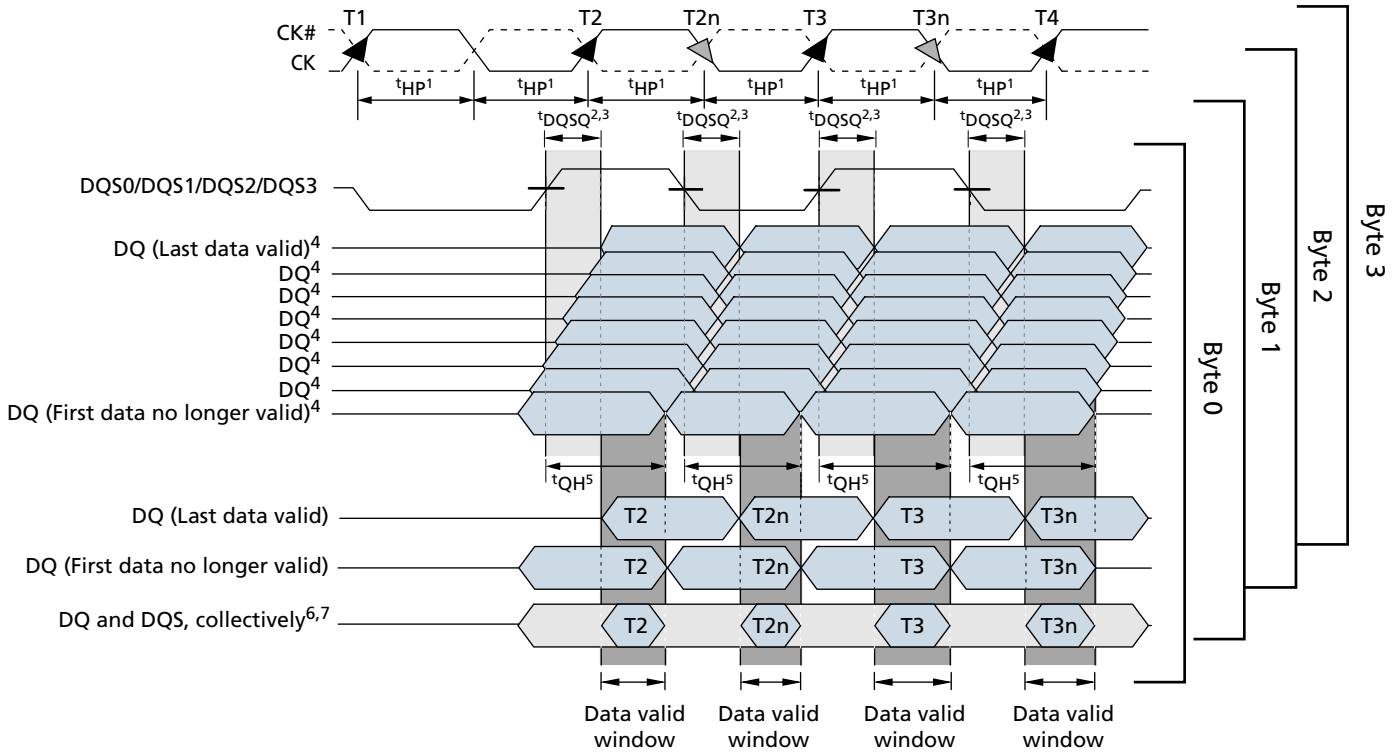 T1 T2 T2n T3 T3n T4
CK#
CK
tHP1 tHP1 tHP1 tHP1 tHP1 tHP1
tDQSQ2,3 tDQSQ2,3 tDQSQ2,3 tDQSQ2,3
DQS0/DQS1/DQS2/DQS3
DQ (Last data valid)4
DQ4
DQ4
DQ4
DQ4
DQ4
DQ4
DQ (First data no longer valid)4
tQH5 tQH5 tQH5 tQH5
DQ (Last data valid) T2 T2n T3 T3n
DQ (First data no longer valid) T2 T2n T3 T3n
DQ and DQS, collectively6,7 T2 T2n T3 T3n
Data valid window
Data valid window
Data valid window
Data valid window
Byte 0
Byte 1
Byte 2
Byte 3